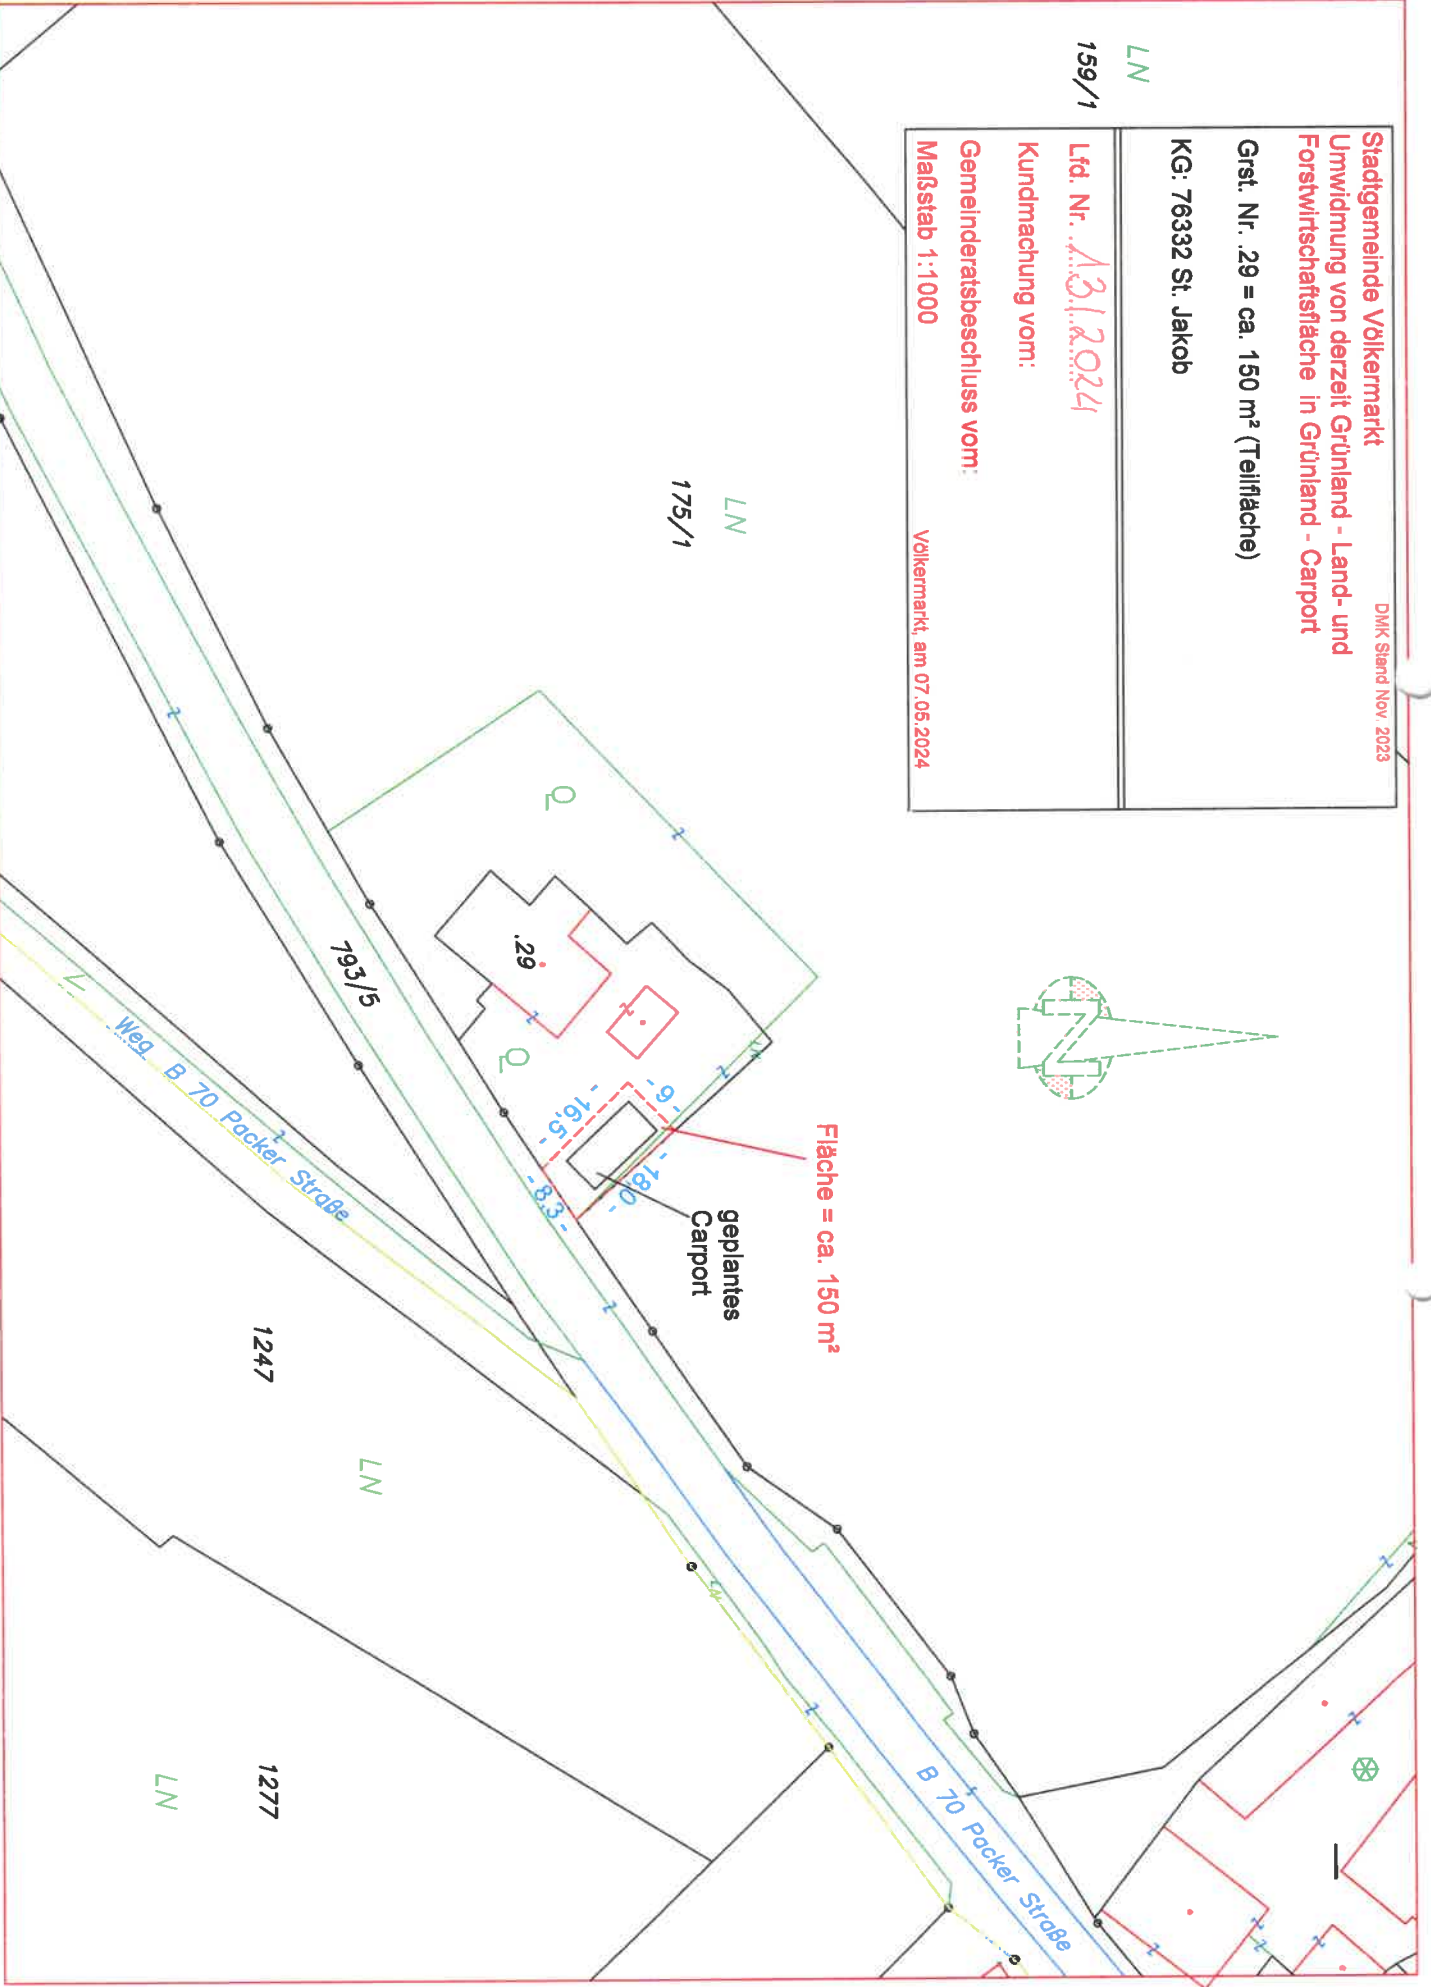 Stadtgemeinde Völkermarkt
DMK Stand Nov. 2023
Umwidmung von derzeit Grünland - Land- und
Forstwirtschaftsfläche in Grünland - Carport
Grst. Nr. .29 = ca. 150 m² (Teilfläche)
KG: 76332 St. Jakob
Lfd. Nr. 13/2024
Kundmachung vom:
Gemeinderatsbeschluss vom:
Maßstab 1:1000
Völkermarkt, am 07.05.2024
LN
159/1
LN
175/1
N
Fläche = ca. 150 m²
geplantes
Carport
- 9 -
- 18,0 -
- 16,5 -
- 8,3 -
.29
793/5
Weg B 70 Packer Straße
B 70 Packer Straße
1247
LN
1277
LN